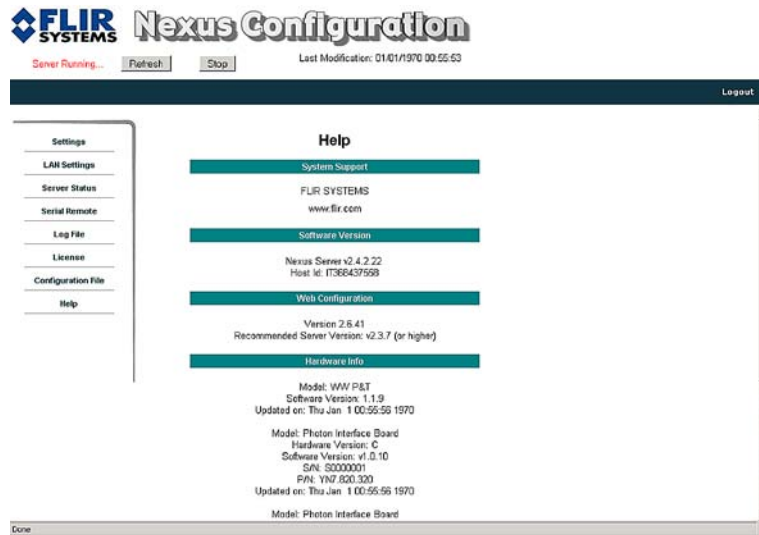 FLIR
SYSTEMS
Nexus Configuration
Server Running...
Refresh
Stop
Last Modification: 01/01/1970 00:55:53
Logout
Settings
LAN Settings
Server Status
Serial Remote
Log File
License
Configuration File
Help
Help
System Support
FLIR SYSTEMS
www.flir.com
Software Version
Nexus Server v2.4.2.22
Host Id: IT368437558
Web Configuration
Version 2.6.41
Recommended Server Version: v2.3.7 (or higher)
Hardware Info
Model: WW P&T
Software Version: 1.1.9
Updated on: Thu Jan 1 00:55:56 1970
Model: Photon Interface Board
Hardware Version: C
Software Version: v1.0.10
S/N: S0000001
P/N: YN7.820.320
Updated on: Thu Jan 1 00:55:56 1970
Model: Photon Interface Board
Done